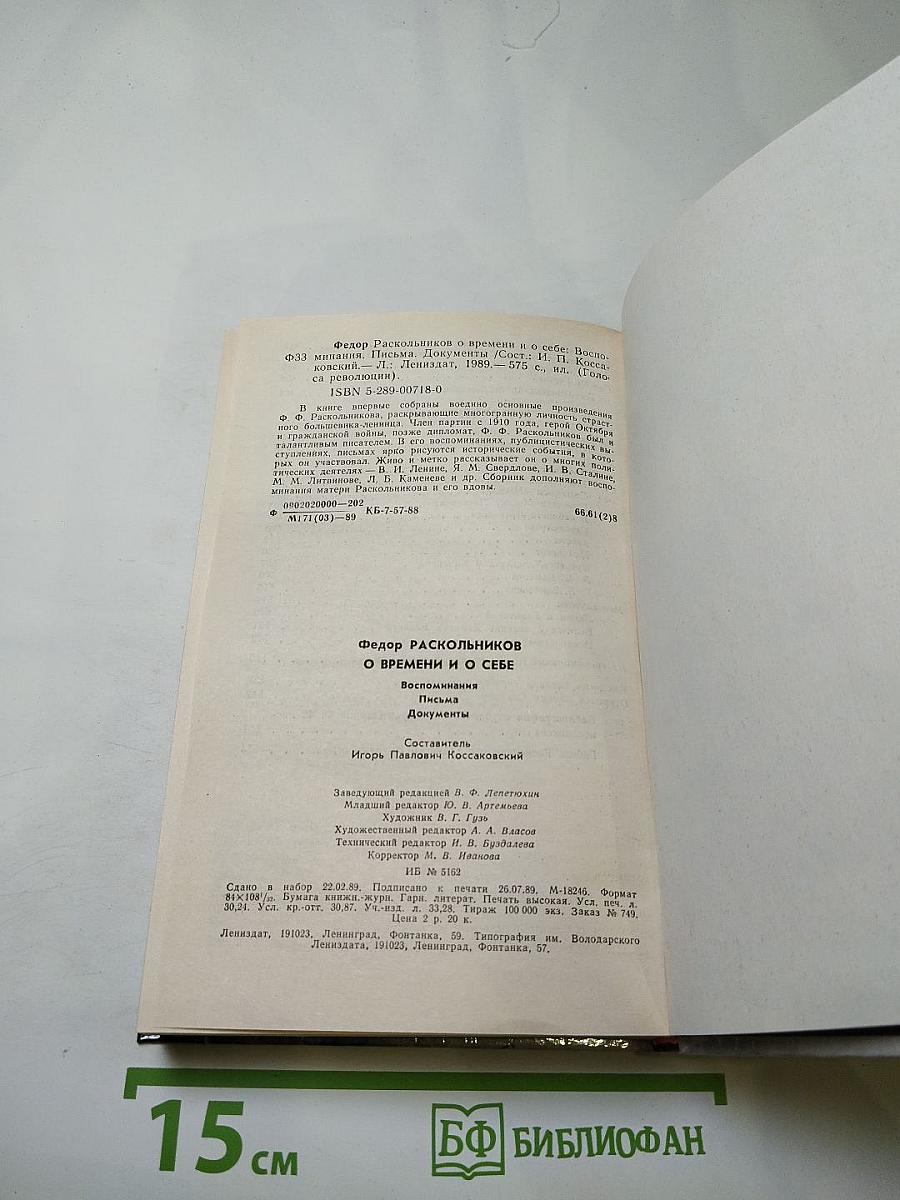 Федор Раскольников о времени и о себе: Воспо-
Ф33 минания. Письма. Документы /Сост.: И. П. Косса-
ковский.— Л.: Лениздат, 1989.— 575 с., ил. (Голо-
са революции).
ISBN 5-289-00718-0
В книге впервые собраны воедино основные произведения
Ф. Ф. Раскольникова, раскрывающие многогранную личность страст-
ного большевика-ленинца. Член партии с 1910 года, герой Октября
и гражданской войны, позже дипломат, Ф. Ф. Раскольников был и
талантливым писателем. В его воспоминаниях, публицистических вы-
ступлениях, письмах ярко рисуются исторические события, в кото-
рых он участвовал. Живо и метко рассказывает он о многих поли-
тических деятелях — В. И. Ленине, Я. М. Свердлове, И. В. Сталине,
М. М. Литвинове, Л. Б. Каменеве и др. Сборник дополняют воспо-
минания матери Раскольникова и его вдовы.
Ф 0902020000—202
М171(03)—89 КБ-7-57-88 66.61(2)8
Федор РАСКОЛЬНИКОВ
О ВРЕМЕНИ И О СЕБЕ
Воспоминания
Письма
Документы
Составитель
Игорь Павлович Коссаковский
Заведующий редакцией В. Ф. Лепетюхин
Младший редактор Ю. В. Артемьева
Художник В. Г. Гузь
Художественный редактор А. А. Власов
Технический редактор И. В. Буздалева
Корректор М. В. Иванова
ИБ № 5162
Сдано в набор 22.02.89. Подписано к печати 26.07.89. М-18246. Формат
84×108¹/₃₂. Бумага книжн.-журн. Гарн. литерат. Печать высокая. Усл. печ. л.
30,24. Усл. кр.-отт. 30,87. Уч.-изд. л. 33,28. Тираж 100 000 экз. Заказ № 749.
Цена 2 р. 20 к.
Лениздат, 191023, Ленинград, Фонтанка, 59. Типография им. Володарского
Лениздата, 191023, Ленинград, Фонтанка, 57.
15 см
БФ БИБЛИОФАН